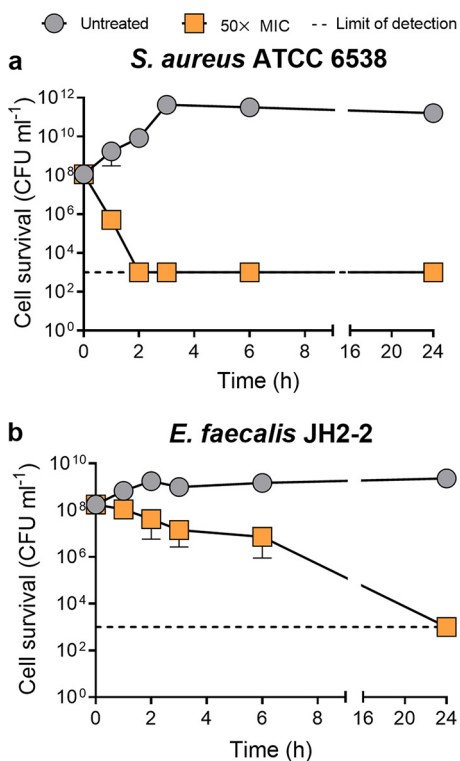 Untreated 50× MIC -- Limit of detection
a S. aureus ATCC 6538
Cell survival (CFU ml⁻¹)
10¹²
10¹⁰
10⁸
10⁶
10⁴
10²
10⁰
0 2 4 6 8 16 20 24
Time (h)
b E. faecalis JH2-2
Cell survival (CFU ml⁻¹)
10¹⁰
10⁸
10⁶
10⁴
10²
10⁰
0 2 4 6 8 16 20 24
Time (h)